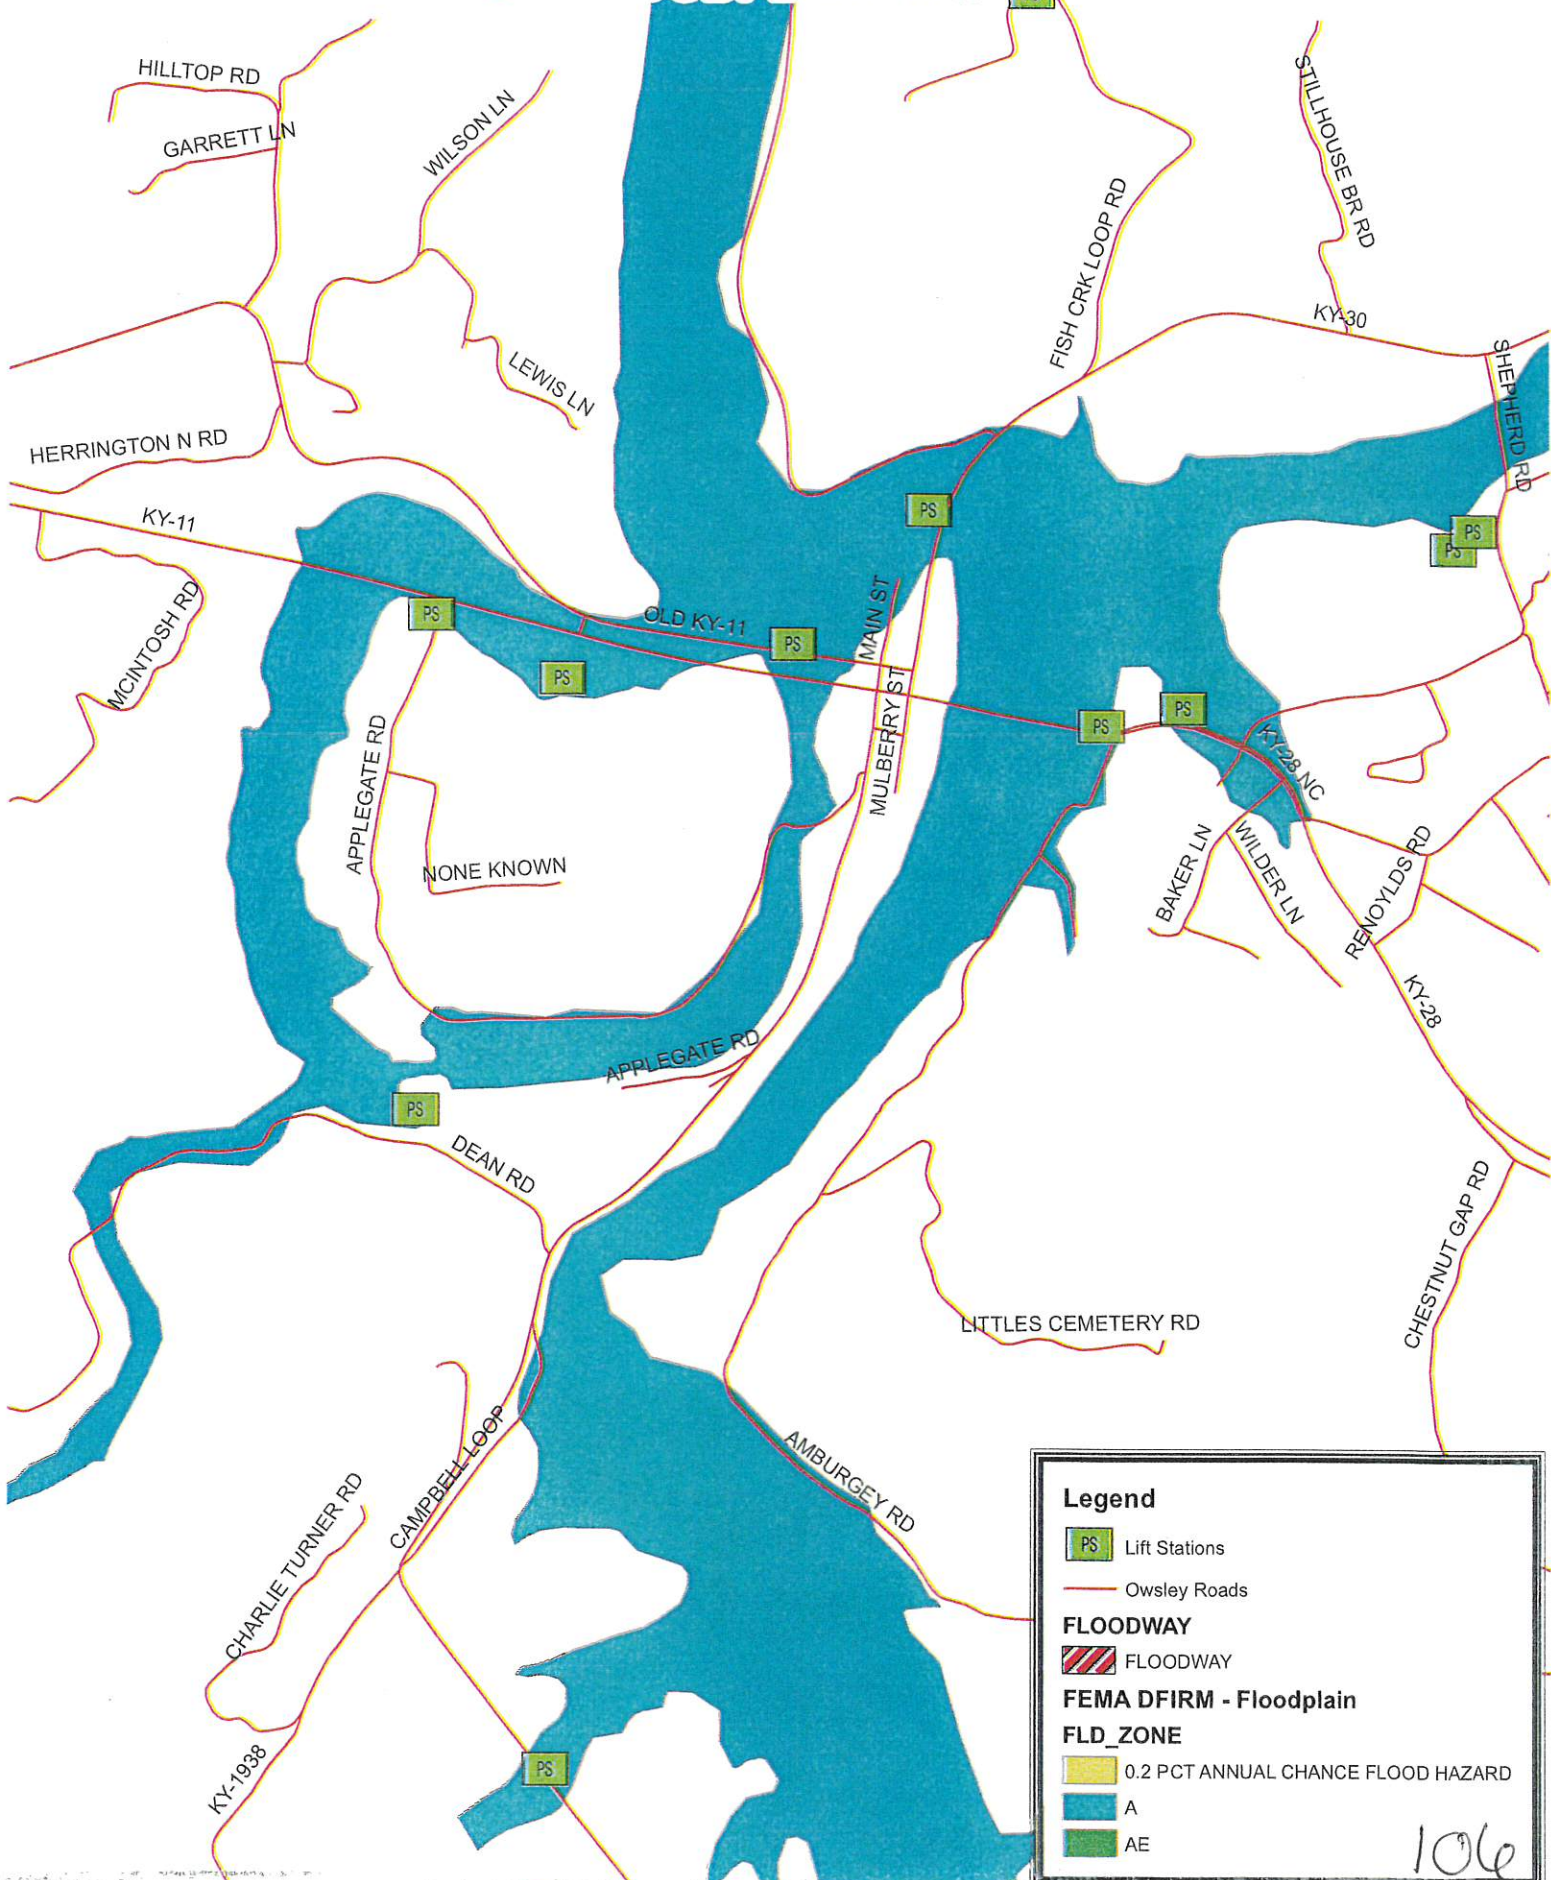 PS
HILLTOP RD
GARRETT LN
WILSON LN
STILLHOUSE BR RD
FISH CRK LOOP RD
KY-30
SHEPHERD RD
LEWIS LN
HERRINGTON N RD
KY-11
PS
PS
PS
MCINTOSH RD
PS
OLD KY-11
PS
MAIN ST
PS
MULBERRY ST
PS
PS
KY-28 NC
APPLEGATE RD
NONE KNOWN
BAKER LN
WILDER LN
RENOYLDS RD
KY-28
APPLEGATE RD
PS
DEAN RD
CHESTNUT GAP RD
LITTLES CEMETERY RD
CAMPBELL LOOP
AMBURGEY RD
CHARLIE TURNER RD
KY-1938
PS
Legend
PS Lift Stations
Owsley Roads
FLOODWAY
FLOODWAY
FEMA DFIRM - Floodplain
FLD_ZONE
0.2 PCT ANNUAL CHANCE FLOOD HAZARD
A
AE
106